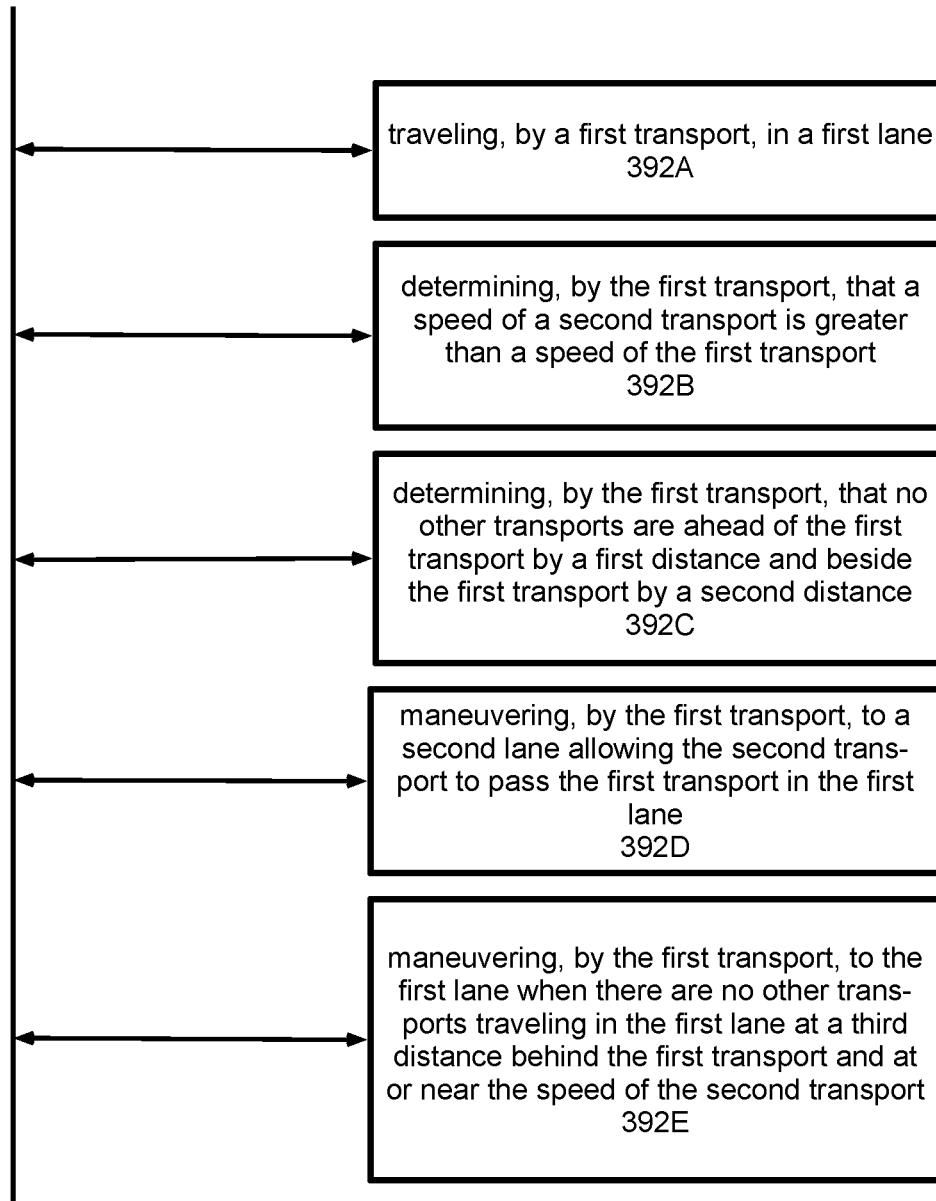 traveling, by a first transport, in a first lane
392A
determining, by the first transport, that a
speed of a second transport is greater
than a speed of the first transport
392B
determining, by the first transport, that no
other transports are ahead of the first
transport by a first distance and beside
the first transport by a second distance
392C
maneuvering, by the first transport, to a
second lane allowing the second trans-
port to pass the first transport in the first
lane
392D
maneuvering, by the first transport, to the
first lane when there are no other trans-
ports traveling in the first lane at a third
distance behind the first transport and at
or near the speed of the second transport
392E